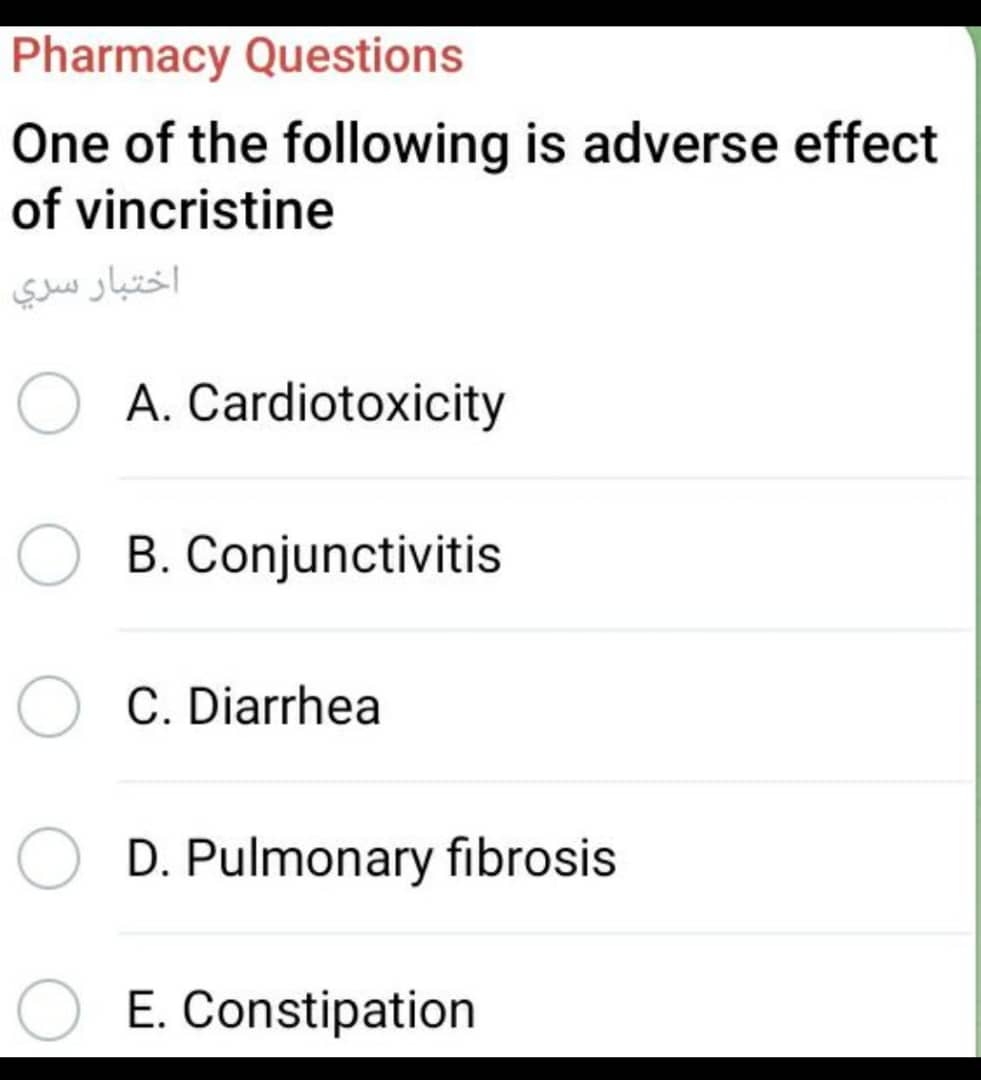 Pharmacy Questions
One of the following is adverse effect
of vincristine
اختبار سري
A. Cardiotoxicity
B. Conjunctivitis
C. Diarrhea
D. Pulmonary fibrosis
E. Constipation